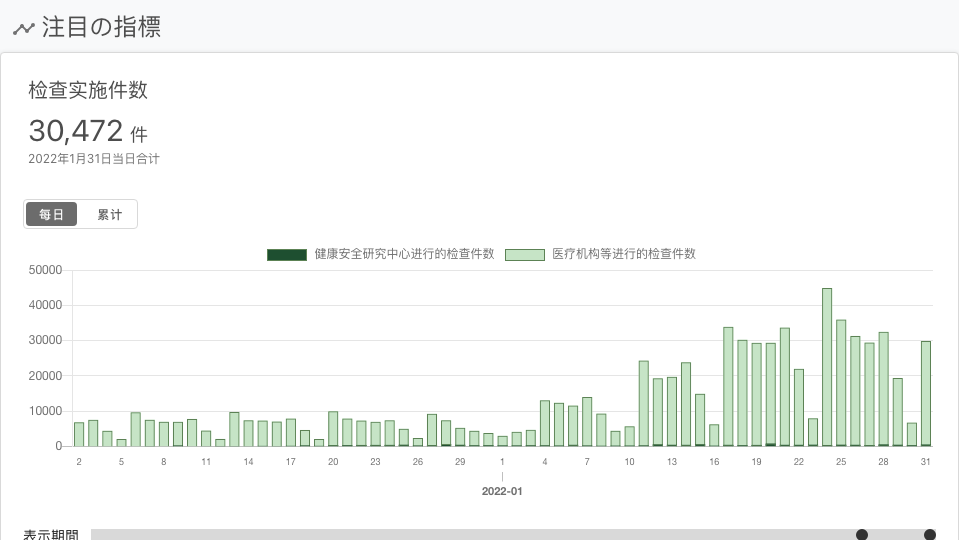 注目の指標
检查实施件数
30,472 件
2022年1月31日当日合计
每日 累计
健康安全研究中心进行的检查件数 医疗机构等进行的检查件数
50000
40000
30000
20000
10000
0
2 5 8 11 14 17 20 23 26 29 1 4 7 10 13 16 19 22 25 28 31
2022-01
表示期間